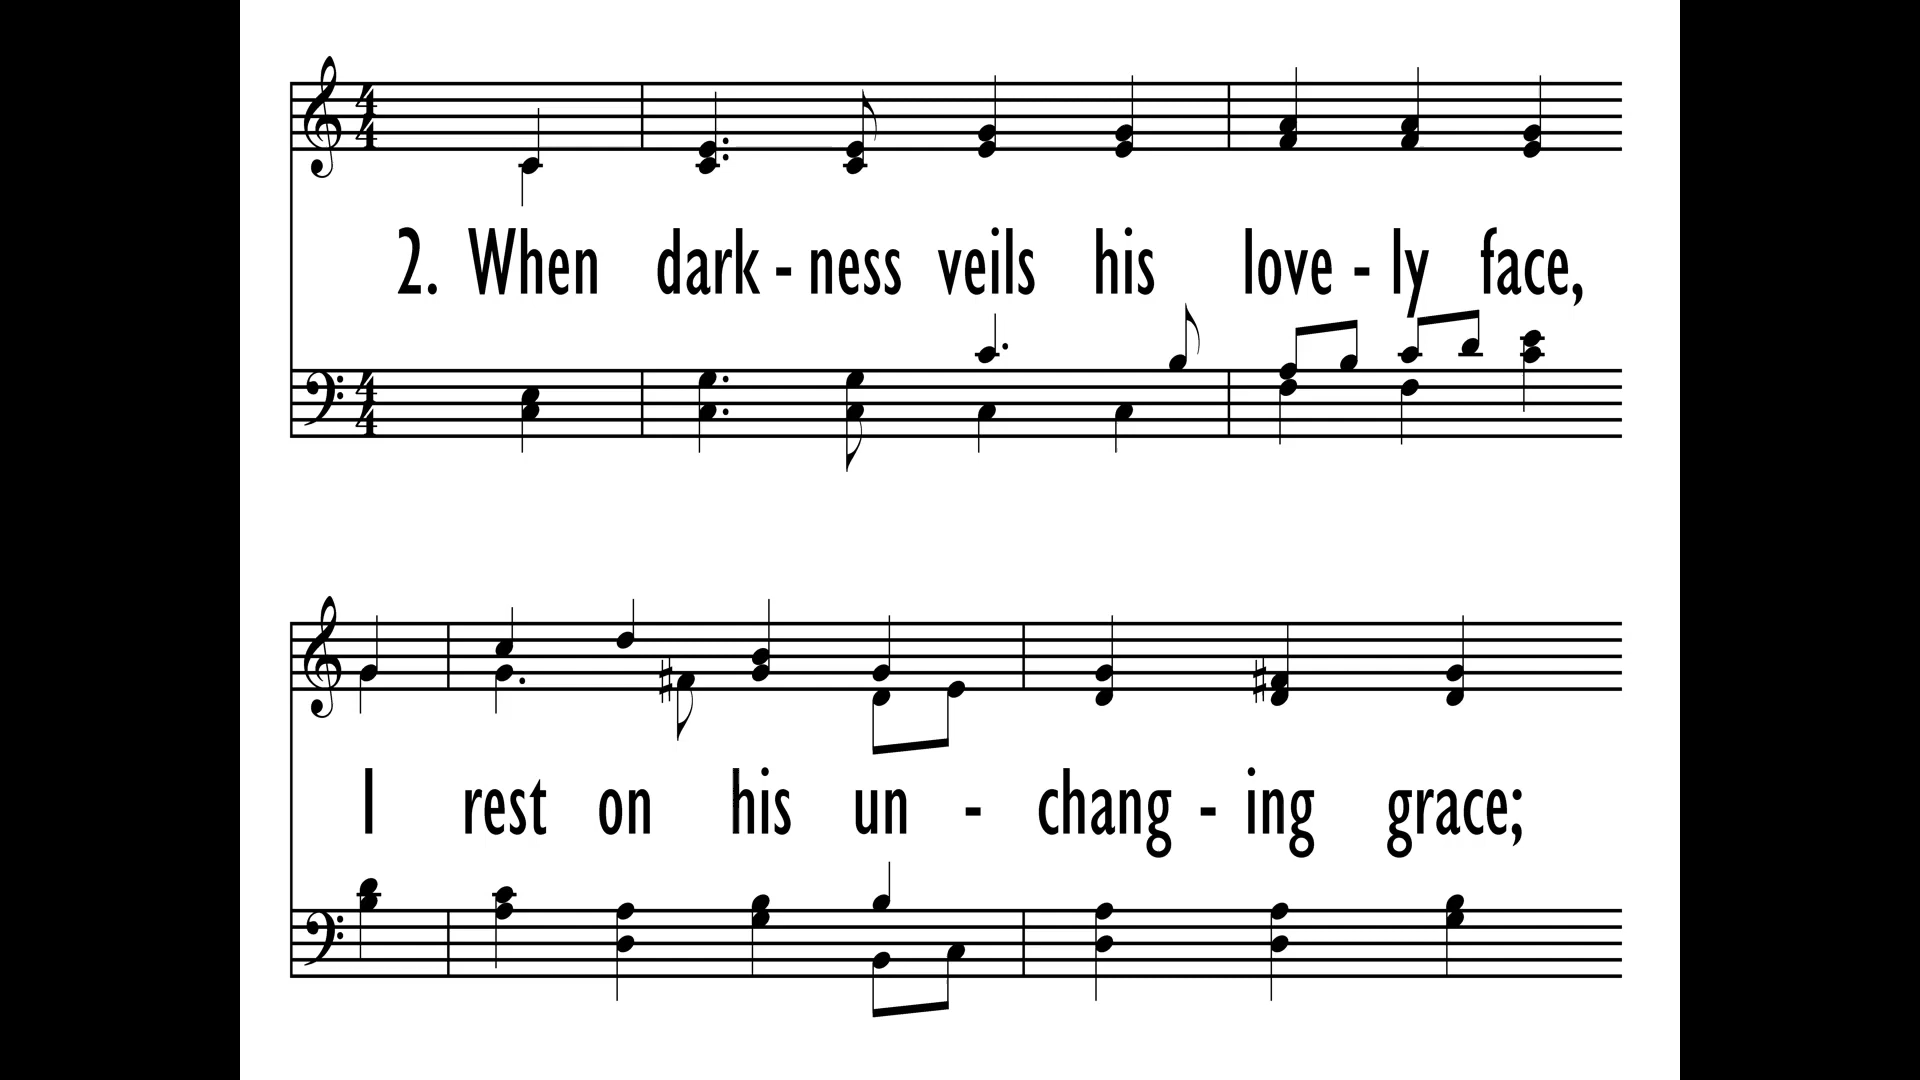 2. When dark - ness veils his love - ly face,
I rest on his un - chang - ing grace;